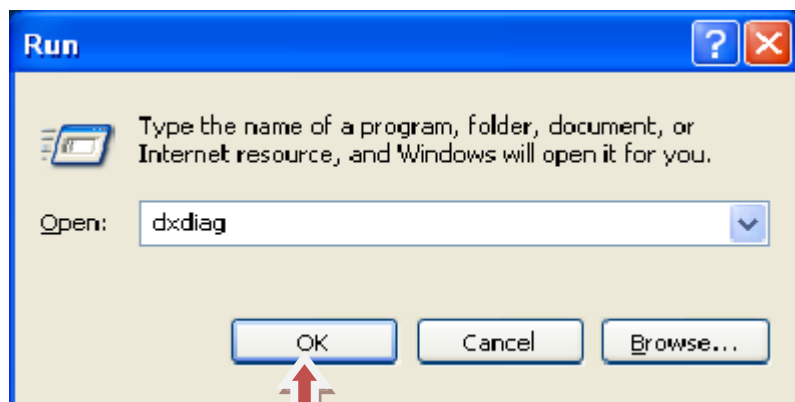 Run
Type the name of a program, folder, document, or
Internet resource, and Windows will open it for you.
Open: dxdiag
OK Cancel Browse...